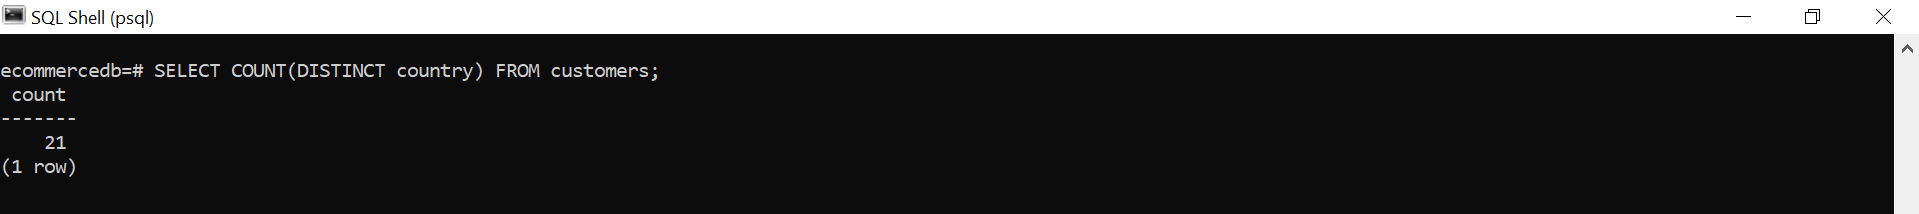 SQL Shell (psql)
ecommercedb=# SELECT COUNT(DISTINCT country) FROM customers;
 count
-------
    21
(1 row)